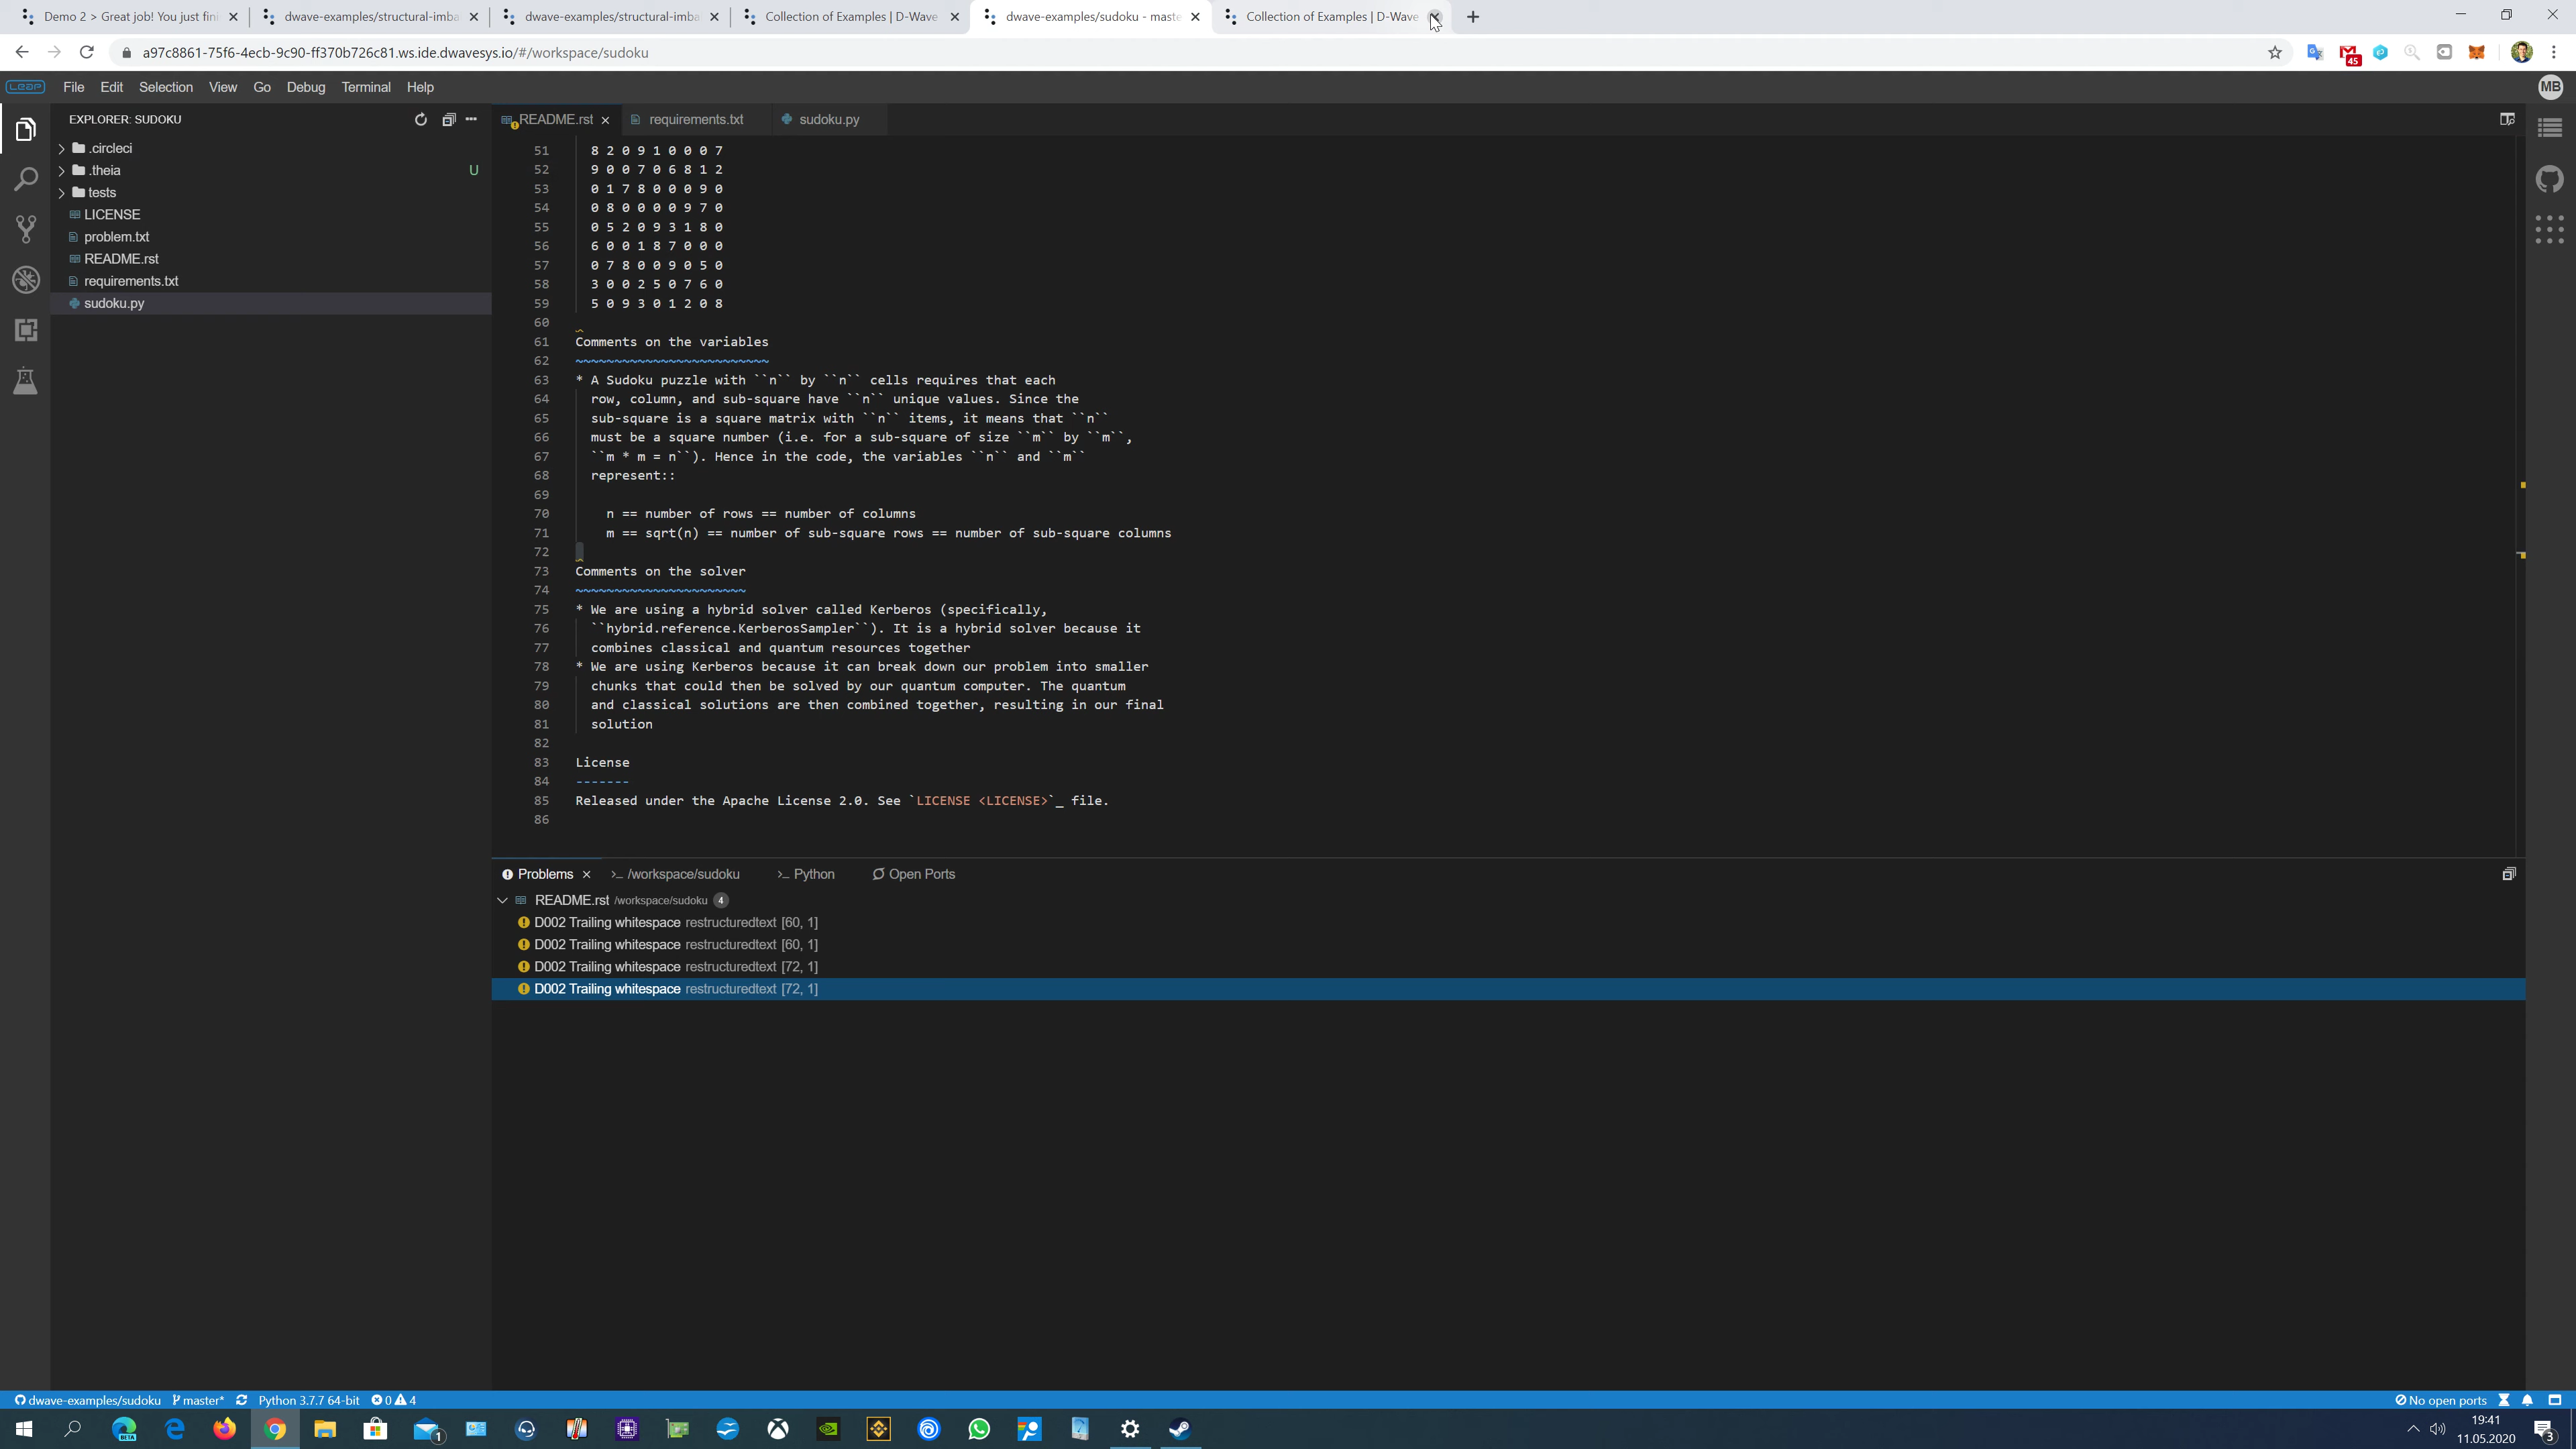 Demo 2 > Great job! You just fini
dwave-examples/structural-imba
dwave-examples/structural-imba
Collection of Examples | D-Wave
dwave-examples/sudoku - maste
Collection of Examples | D-Wave
a97c8861-75f6-4ecb-9c90-ff370b726c81.ws.ide.dwavesys.io/#/workspace/sudoku
45
LEAP File Edit Selection View Go Debug Terminal Help
MB
EXPLORER: SUDOKU
.circleci
.theia U
tests
LICENSE
problem.txt
README.rst
requirements.txt
sudoku.py
README.rst requirements.txt sudoku.py
51 8 2 0 9 1 0 0 0 7
52 9 0 0 7 0 6 8 1 2
53 0 1 7 8 0 0 0 9 0
54 0 8 0 0 0 0 9 7 0
55 0 5 2 0 9 3 1 8 0
56 6 0 0 1 8 7 0 0 0
57 0 7 8 0 0 9 0 5 0
58 3 0 0 2 5 0 7 6 0
59 5 0 9 3 0 1 2 0 8
60
61 Comments on the variables
62 ~~~~~~~~~~~~~~~~~~~~~~~~~
63 * A Sudoku puzzle with ``n`` by ``n`` cells requires that each
64 row, column, and sub-square have ``n`` unique values. Since the
65 sub-square is a square matrix with ``n`` items, it means that ``n``
66 must be a square number (i.e. for a sub-square of size ``m`` by ``m``,
67 ``m * m = n``). Hence in the code, the variables ``n`` and ``m``
68 represent::
69
70 n == number of rows == number of columns
71 m == sqrt(n) == number of sub-square rows == number of sub-square columns
72
73 Comments on the solver
74 ~~~~~~~~~~~~~~~~~~~~~~
75 * We are using a hybrid solver called Kerberos (specifically,
76 ``hybrid.reference.KerberosSampler``). It is a hybrid solver because it
77 combines classical and quantum resources together
78 * We are using Kerberos because it can break down our problem into smaller
79 chunks that could then be solved by our quantum computer. The quantum
80 and classical solutions are then combined together, resulting in our final
81 solution
82
83 License
84 -------
85 Released under the Apache License 2.0. See `LICENSE <LICENSE>`_ file.
86
Problems >_ /workspace/sudoku >_ Python Open Ports
README.rst /workspace/sudoku 4
D002 Trailing whitespace restructuredtext [60, 1]
D002 Trailing whitespace restructuredtext [60, 1]
D002 Trailing whitespace restructuredtext [72, 1]
D002 Trailing whitespace restructuredtext [72, 1]
dwave-examples/sudoku master* Python 3.7.7 64-bit 0 4 No open ports
BETA 1
19:41
11.05.2020
3